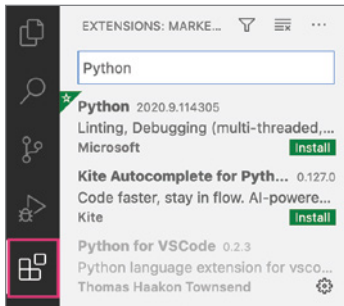 EXTENSIONS: MARKE...
Python
Python 2020.9.114305
Linting, Debugging (multi-threaded,...
Microsoft Install
Kite Autocomplete for Pyth... 0.127.0
Code faster, stay in flow. AI-powere...
Kite Install
Python for VSCode 0.2.3
Python language extension for vsco...
Thomas Haakon Townsend